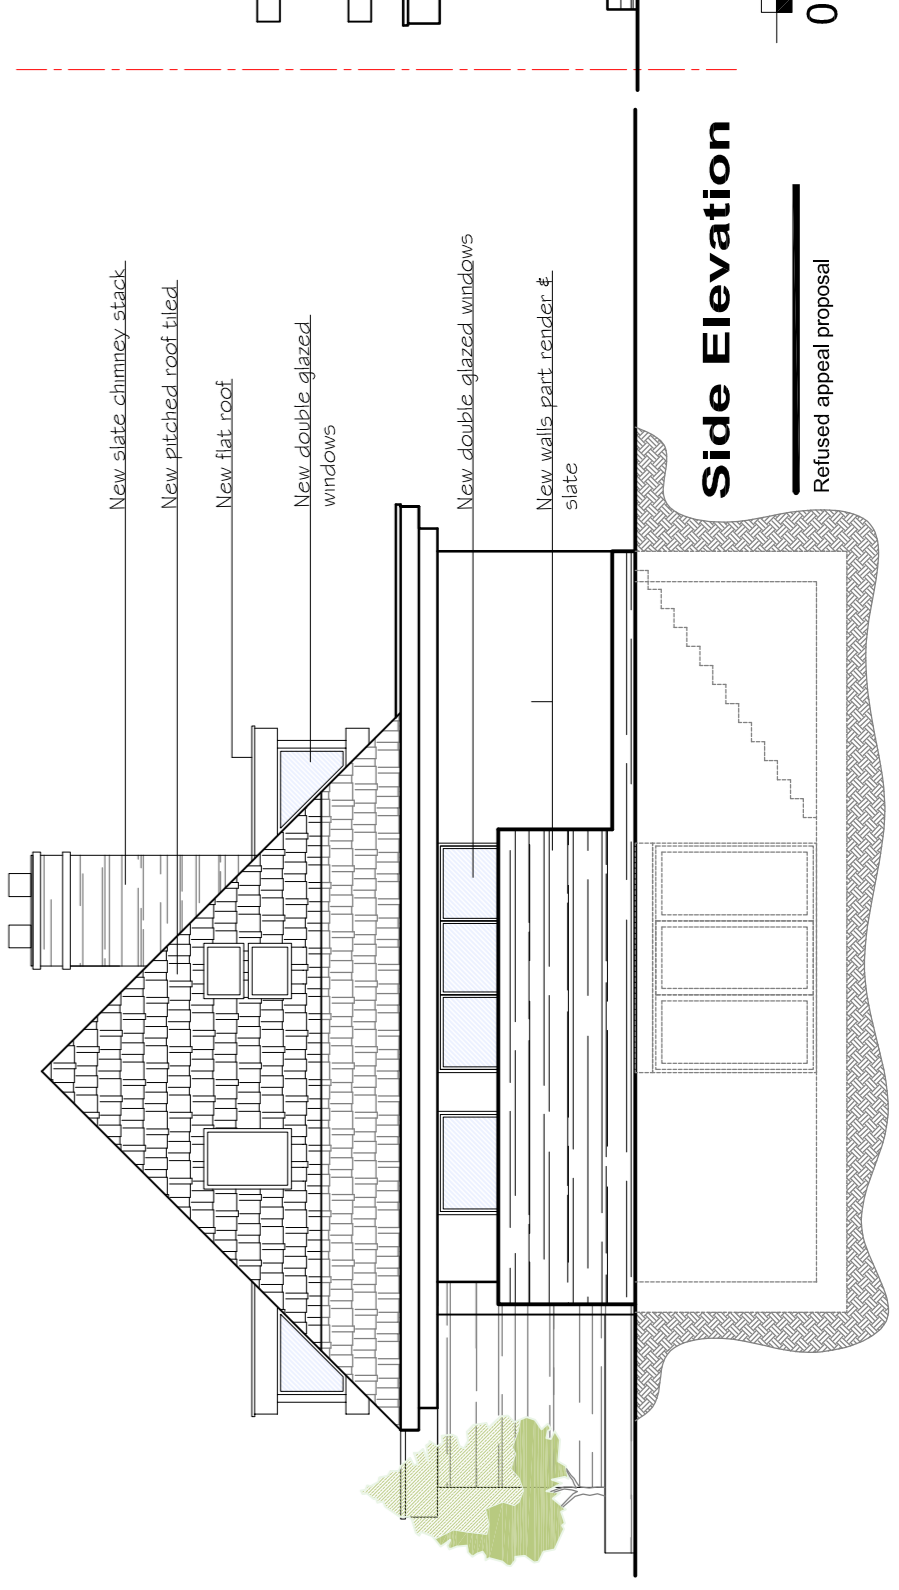 New slate chimney stack
New pitched roof tiled
New flat roof
New double glazed
windows
New double glazed windows
New walls part render &
slate
Side Elevation
Refused appeal proposal
0